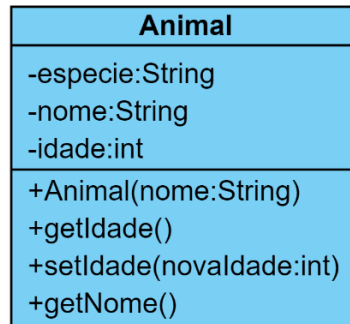 Animal
-especie:String
-nome:String
-idade:int
+Animal(nome:String)
+getIdade()
+setIdade(novaIdade:int)
+getNome()